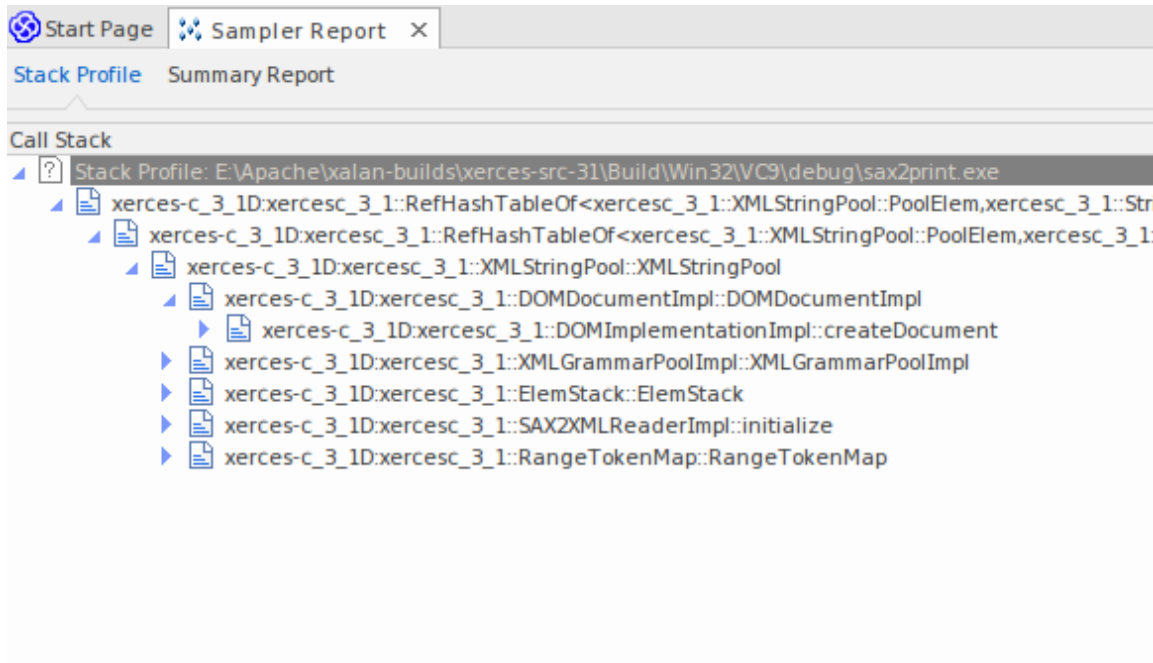 Start Page
Sampler Report
Stack Profile Summary Report
Call Stack
Stack Profile: E:\Apache\xalan-builds\xerces-src-31\Build\Win32\VC9\debug\sax2print.exe
xerces-c_3_1D:xercesc_3_1::RefHashTableOf<xercesc_3_1::XMLStringPool::PoolElem,xercesc_3_1::Stri
xerces-c_3_1D:xercesc_3_1::RefHashTableOf<xercesc_3_1::XMLStringPool::PoolElem,xercesc_3_1:
xerces-c_3_1D:xercesc_3_1::XMLStringPool::XMLStringPool
xerces-c_3_1D:xercesc_3_1::DOMDocumentImpl::DOMDocumentImpl
xerces-c_3_1D:xercesc_3_1::DOMImplementationImpl::createDocument
xerces-c_3_1D:xercesc_3_1::XMLGrammarPoolImpl::XMLGrammarPoolImpl
xerces-c_3_1D:xercesc_3_1::ElemStack::ElemStack
xerces-c_3_1D:xercesc_3_1::SAX2XMLReaderImpl::initialize
xerces-c_3_1D:xercesc_3_1::RangeTokenMap::RangeTokenMap